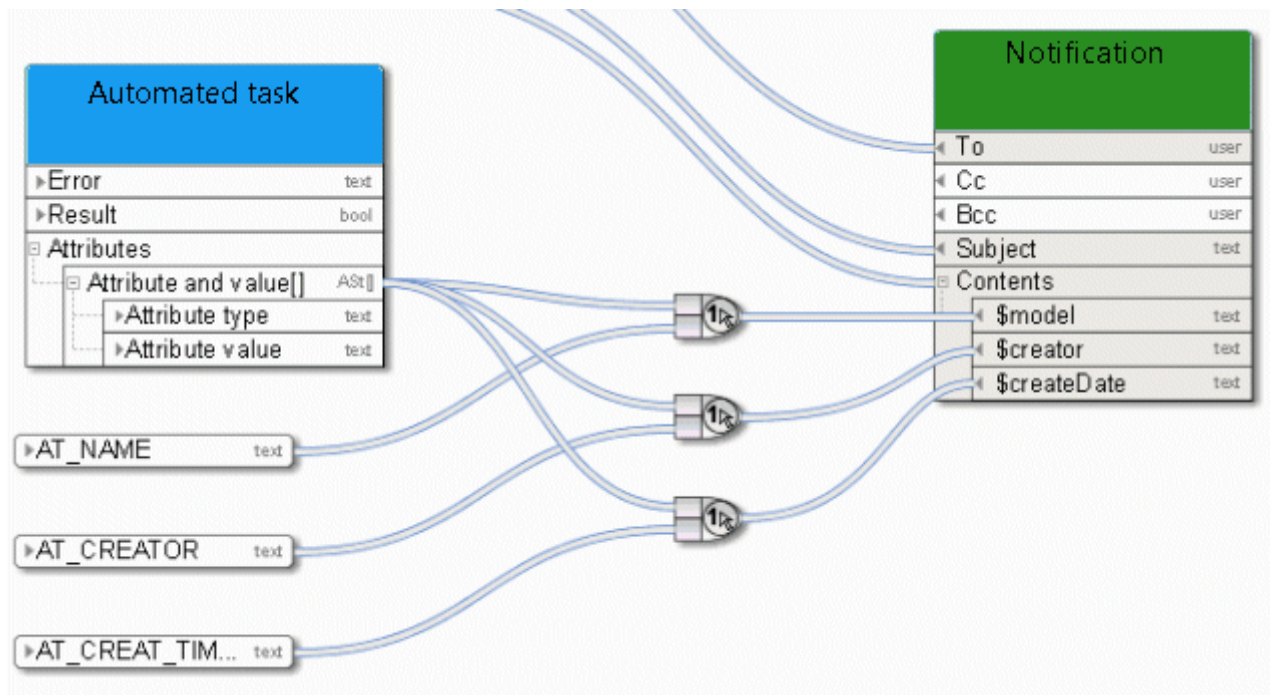 Automated task
Error text
Result bool
Attributes
Attribute and value[] ASt[]
Attribute type text
Attribute value text
AT_NAME text
AT_CREATOR text
AT_CREAT_TIM... text
1
1
1
Notification
To user
Cc user
Bcc user
Subject text
Contents
$model text
$creator text
$createDate text